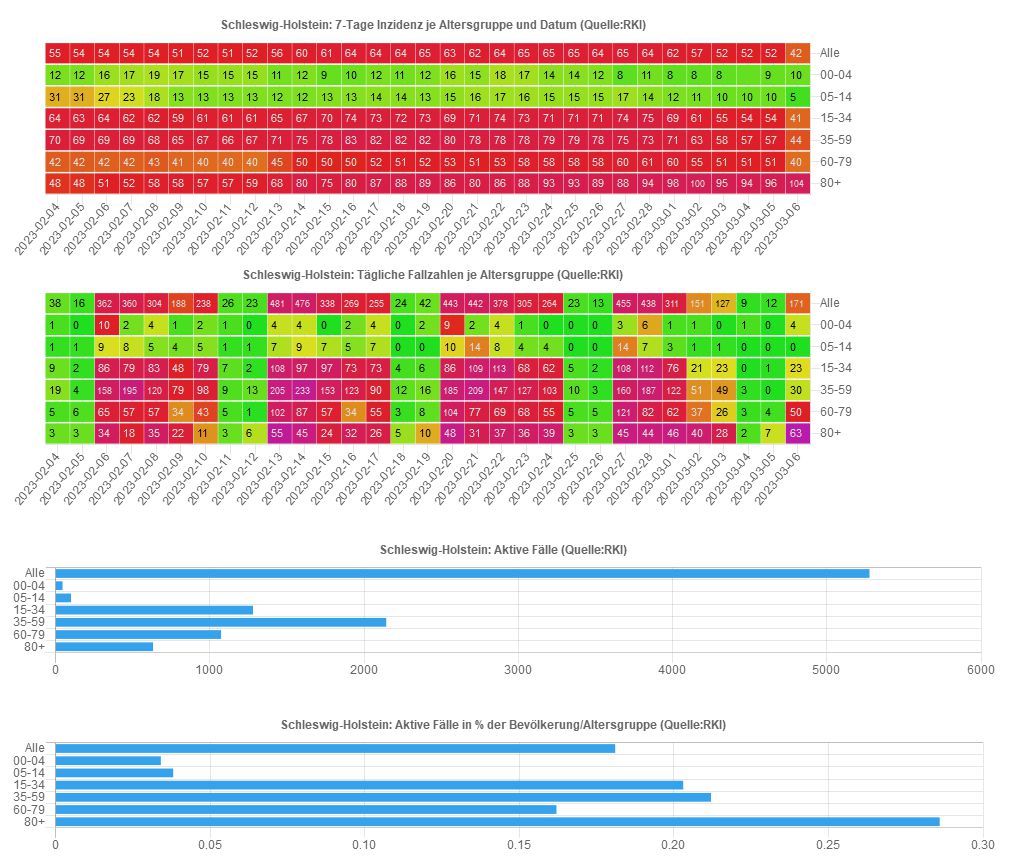 Schleswig-Holstein: 7-Tage Inzidenz je Altersgruppe und Datum (Quelle:RKI)
55 54 54 54 54 51 52 51 52 56 60 61 64 64 64 65 63 62 64 65 65 65 64 65 64 62 57 52 52 52 42 Alle
12 12 16 17 19 17 15 15 15 11 12 9 10 12 11 12 16 15 18 17 14 14 12 8 11 8 8 8 9 10 00-04
31 31 27 23 18 13 13 13 13 12 12 13 13 14 14 13 15 16 17 16 15 15 15 17 14 12 11 10 10 10 5 05-14
64 63 64 62 62 59 61 61 61 65 67 70 74 73 72 73 69 71 74 73 71 71 71 74 75 69 61 55 54 54 41 15-34
70 69 69 69 68 65 67 66 67 71 75 78 83 82 82 82 80 78 78 78 79 79 78 75 73 71 63 58 57 57 44 35-59
42 42 42 42 43 41 40 40 40 45 50 50 50 52 51 52 53 51 53 58 58 58 58 60 61 60 55 51 51 51 40 60-79
48 48 51 52 58 58 57 57 59 68 80 75 80 87 88 89 86 80 86 88 93 93 89 88 94 98 100 95 94 96 104 80+
2023-02-04 2023-02-05 2023-02-06 2023-02-07 2023-02-08 2023-02-09 2023-02-10 2023-02-11 2023-02-12 2023-02-13 2023-02-14 2023-02-15 2023-02-16 2023-02-17 2023-02-18 2023-02-19 2023-02-20 2023-02-21 2023-02-22 2023-02-23 2023-02-24 2023-02-25 2023-02-26 2023-02-27 2023-02-28 2023-03-01 2023-03-02 2023-03-03 2023-03-04 2023-03-05 2023-03-06
Schleswig-Holstein: Tägliche Fallzahlen je Altersgruppe (Quelle:RKI)
38 16 362 360 304 188 238 26 23 481 476 338 269 255 24 42 443 442 378 305 264 23 13 455 438 311 151 127 9 12 171 Alle
1 0 10 2 4 1 2 1 0 4 4 0 2 4 0 2 9 2 4 1 0 0 0 3 6 1 1 0 1 0 4 00-04
1 1 9 8 5 4 5 1 1 7 9 7 5 7 0 0 10 14 8 4 4 0 0 14 7 3 1 1 0 0 0 05-14
9 2 86 79 83 48 79 7 2 108 97 97 73 73 4 6 86 109 113 68 62 5 2 108 112 76 21 23 0 1 23 15-34
19 4 158 195 120 79 98 9 13 205 233 153 123 90 12 16 185 209 147 127 103 10 3 160 187 122 51 49 3 0 30 35-59
5 6 65 57 57 34 43 5 1 102 87 57 34 55 3 8 104 77 69 68 55 5 5 121 82 62 37 26 3 4 50 60-79
3 3 34 18 35 22 11 3 6 55 45 24 32 26 5 10 48 31 37 36 39 3 3 45 44 46 40 28 2 7 63 80+
2023-02-04 2023-02-05 2023-02-06 2023-02-07 2023-02-08 2023-02-09 2023-02-10 2023-02-11 2023-02-12 2023-02-13 2023-02-14 2023-02-15 2023-02-16 2023-02-17 2023-02-18 2023-02-19 2023-02-20 2023-02-21 2023-02-22 2023-02-23 2023-02-24 2023-02-25 2023-02-26 2023-02-27 2023-02-28 2023-03-01 2023-03-02 2023-03-03 2023-03-04 2023-03-05 2023-03-06
Schleswig-Holstein: Aktive Fälle (Quelle:RKI)
Alle
00-04
05-14
15-34
35-59
60-79
80+
0 1000 2000 3000 4000 5000 6000
Schleswig-Holstein: Aktive Fälle in % der Bevölkerung/Altersgruppe (Quelle:RKI)
Alle
00-04
05-14
15-34
35-59
60-79
80+
0 0.05 0.10 0.15 0.20 0.25 0.30